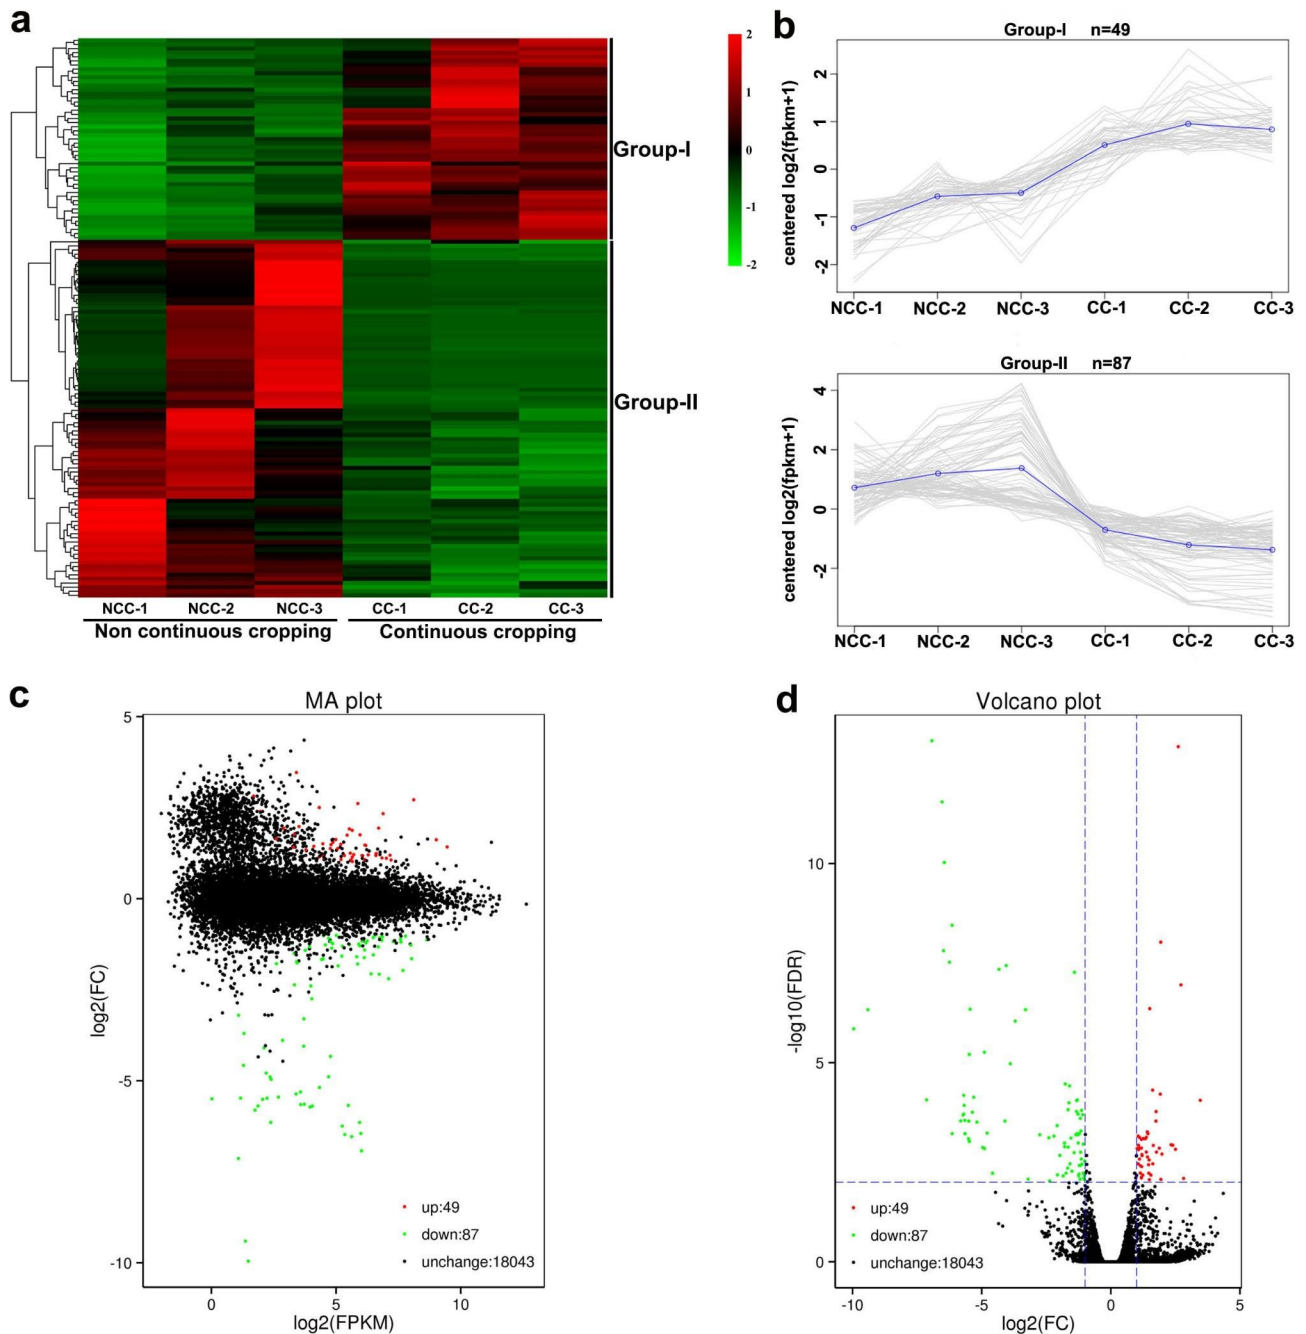 a
2
1
0
-1
-2
Group-I
Group-II
NCC-1 NCC-2 NCC-3 CC-1 CC-2 CC-3
Non continuous cropping Continuous cropping
b
Group-I n=49
centered log2(fpkm+1)
2
1
0
-1
-2
NCC-1 NCC-2 NCC-3 CC-1 CC-2 CC-3
Group-II n=87
centered log2(fpkm+1)
4
2
0
-2
NCC-1 NCC-2 NCC-3 CC-1 CC-2 CC-3
c
MA plot
log2(FC)
5
0
-5
-10
up:49
down:87
unchange:18043
0 5 10
log2(FPKM)
d
Volcano plot
-log10(FDR)
10
5
0
up:49
down:87
unchange:18043
-10 -5 0 5
log2(FC)